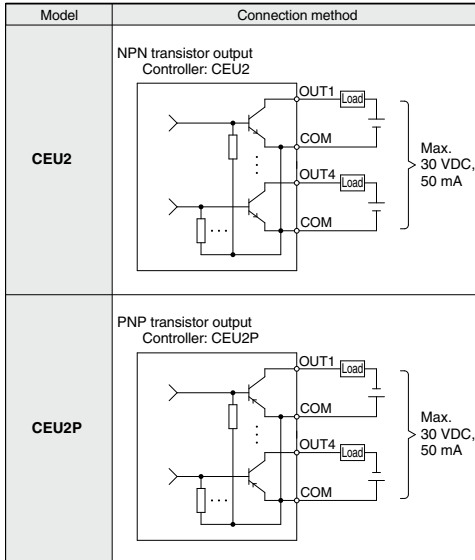 Model
Connection method
CEU2
NPN transistor output
Controller: CEU2
OUT1
Load
COM
OUT4
Load
COM
Max.
30 VDC,
50 mA
CEU2P
PNP transistor output
Controller: CEU2P
OUT1
Load
COM
OUT4
Load
COM
Max.
30 VDC,
50 mA